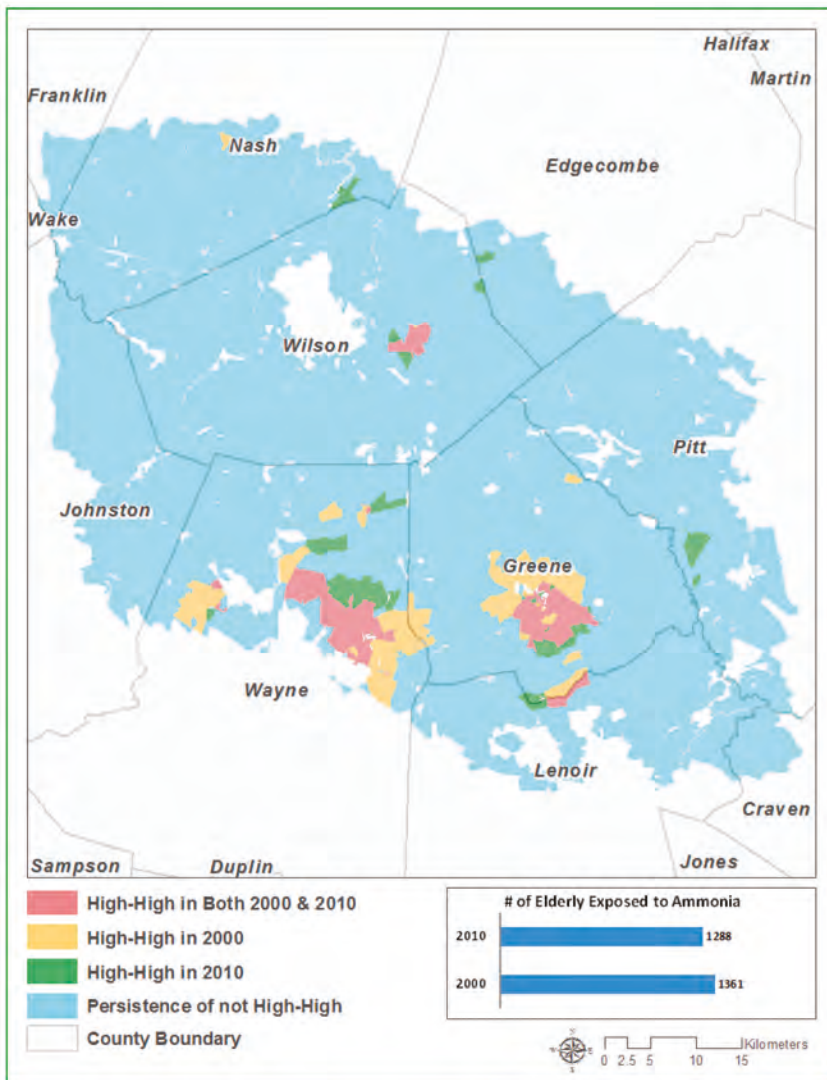 Halifax
Martin
Franklin
Nash
Edgecombe
Wake
Wilson
Pitt
Johnston
Greene
Wayne
Lenoir
Craven
Sampson
Duplin
Jones
High-High in Both 2000 & 2010
High-High in 2000
High-High in 2010
Persistence of not High-High
County Boundary
# of Elderly Exposed to Ammonia
2010
1288
2000
1361
Kilometers
0 2.5 5 10 15